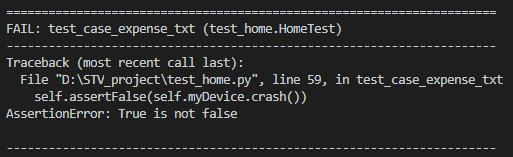 ======================================================================
FAIL: test_case_expense_txt (test_home.HomeTest)
----------------------------------------------------------------------
Traceback (most recent call last):
  File "D:\STV_project\test_home.py", line 59, in test_case_expense_txt
    self.assertFalse(self.myDevice.crash())
AssertionError: True is not false

----------------------------------------------------------------------